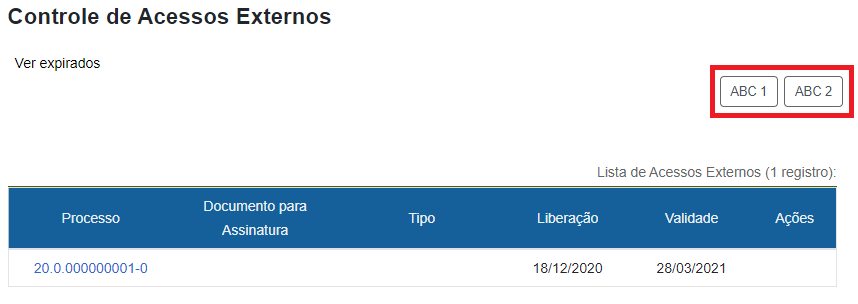 Controle de Acessos Externos
Ver expirados
ABC 1 ABC 2
Lista de Acessos Externos (1 registro):
Processo Documento para Assinatura Tipo Liberação Validade Ações
20.0.000000001-0 18/12/2020 28/03/2021